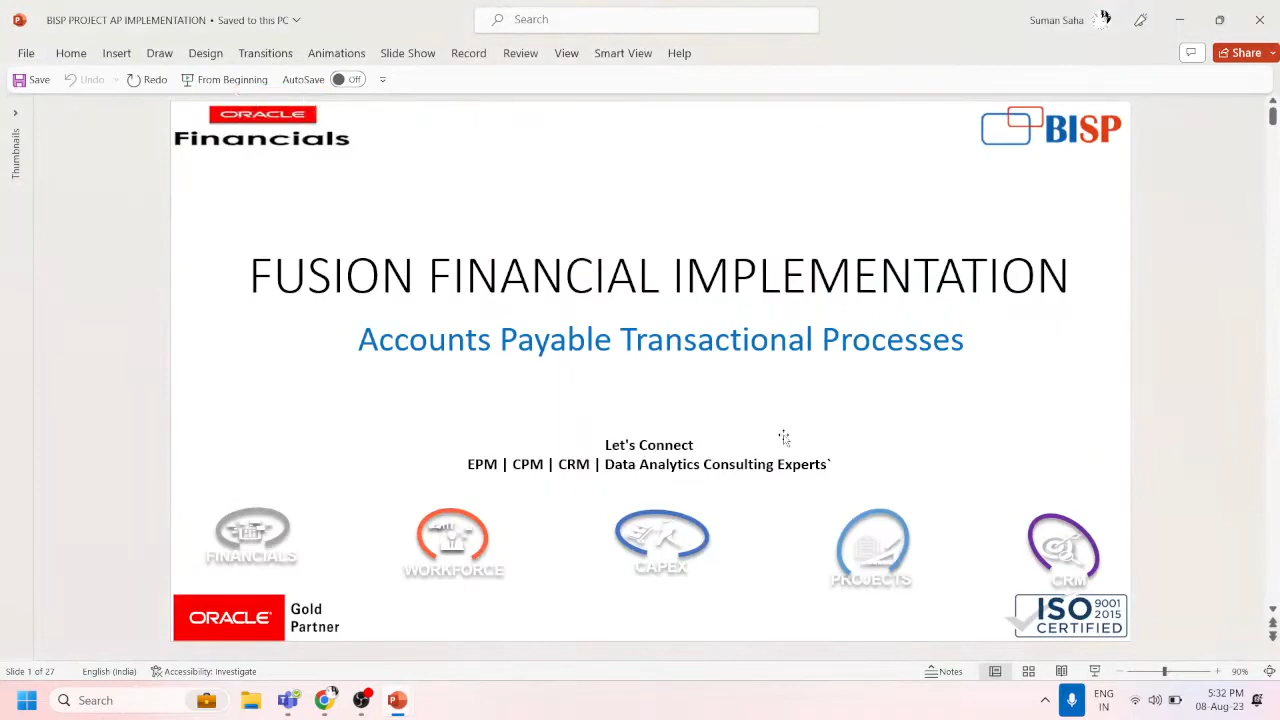 BISP PROJECT AP IMPLEMENTATION • Saved to this PC
Search
Suman Saha
File Home Insert Draw Design Transitions Animations Slide Show Record Review View Smart View Help
Share
Save Undo Redo From Beginning AutoSave Off
Thumbnails
ORACLE
Financials
BISP
FUSION FINANCIAL IMPLEMENTATION
Accounts Payable Transactional Processes
Let's Connect
EPM | CPM | CRM | Data Analytics Consulting Experts`
FINANCIALS
WORKFORCE
CAPEX
PROJECTS
CRM
ORACLE
Gold
Partner
ISO 9001
2015
CERTIFIED
Slide 1 of 27 English (India) Accessibility: Investigate Notes 90%
Search
ENG
IN
5:32 PM
08-Aug-23